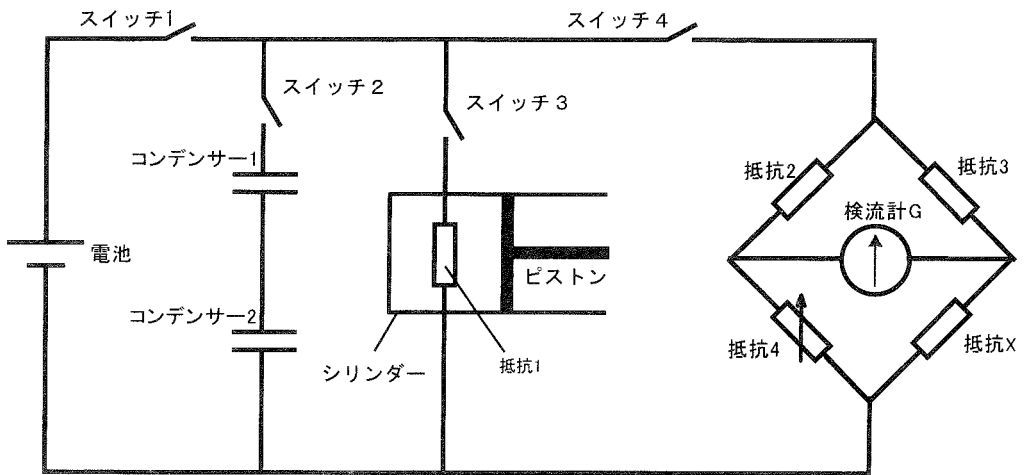 スイッチ1
スイッチ4
スイッチ2
スイッチ3
コンデンサー1
抵抗2
抵抗3
検流計G
電池
ピストン
コンデンサー2
シリンダー
抵抗1
抵抗4
抵抗X